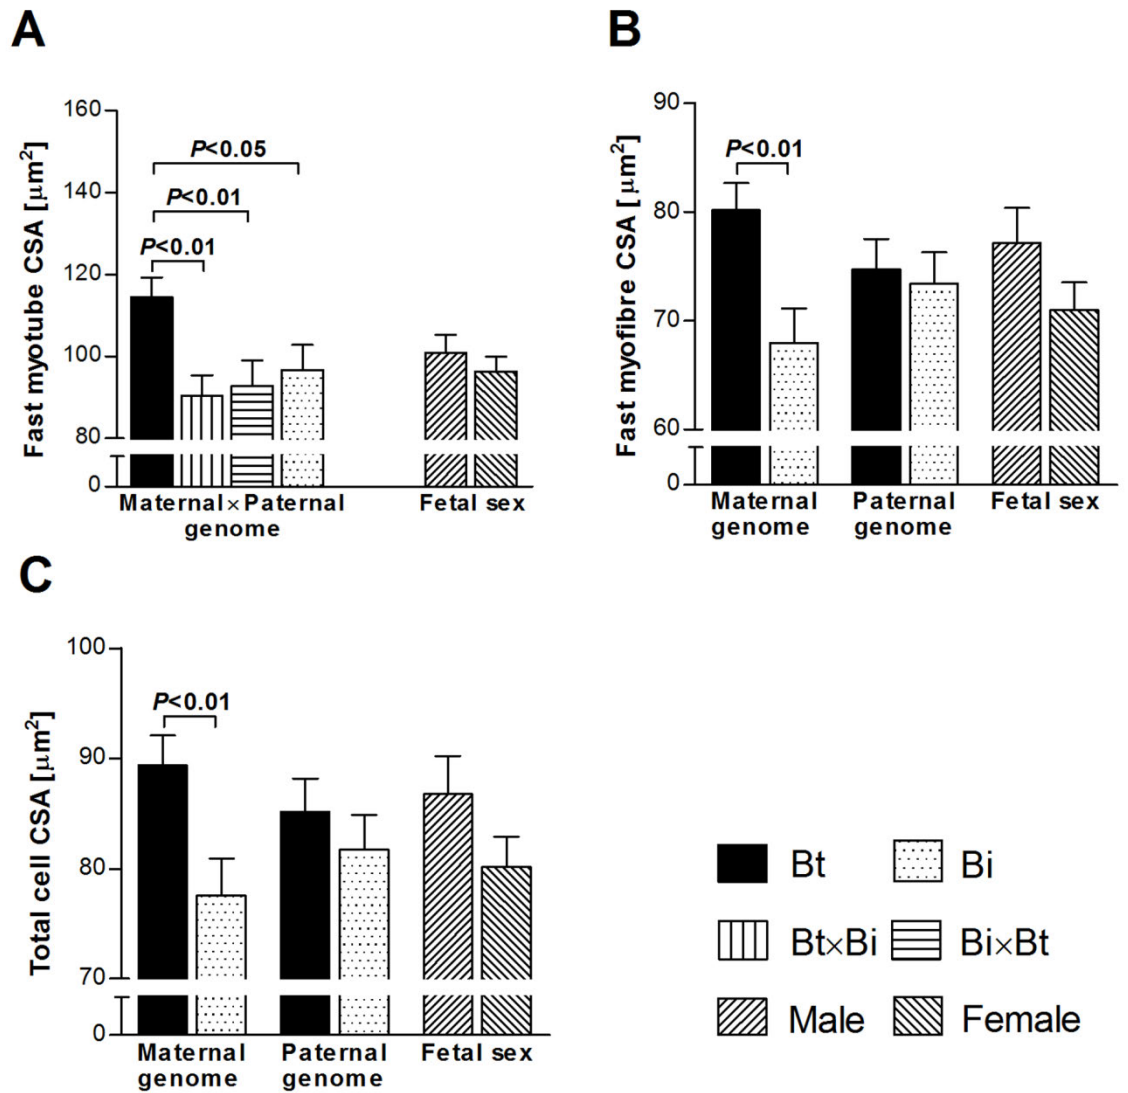 A
Fast myotube CSA [μm²]
160
140
120
100
80
0
P<0.05
P<0.01
P<0.01
Maternal×Paternal
genome
Fetal sex
B
Fast myofibre CSA [μm²]
90
80
70
60
0
P<0.01
Maternal
genome
Paternal
genome
Fetal sex
C
Total cell CSA [μm²]
100
90
80
70
0
P<0.01
Maternal
genome
Paternal
genome
Fetal sex
Bt
Bi
Bt×Bi
Bi×Bt
Male
Female